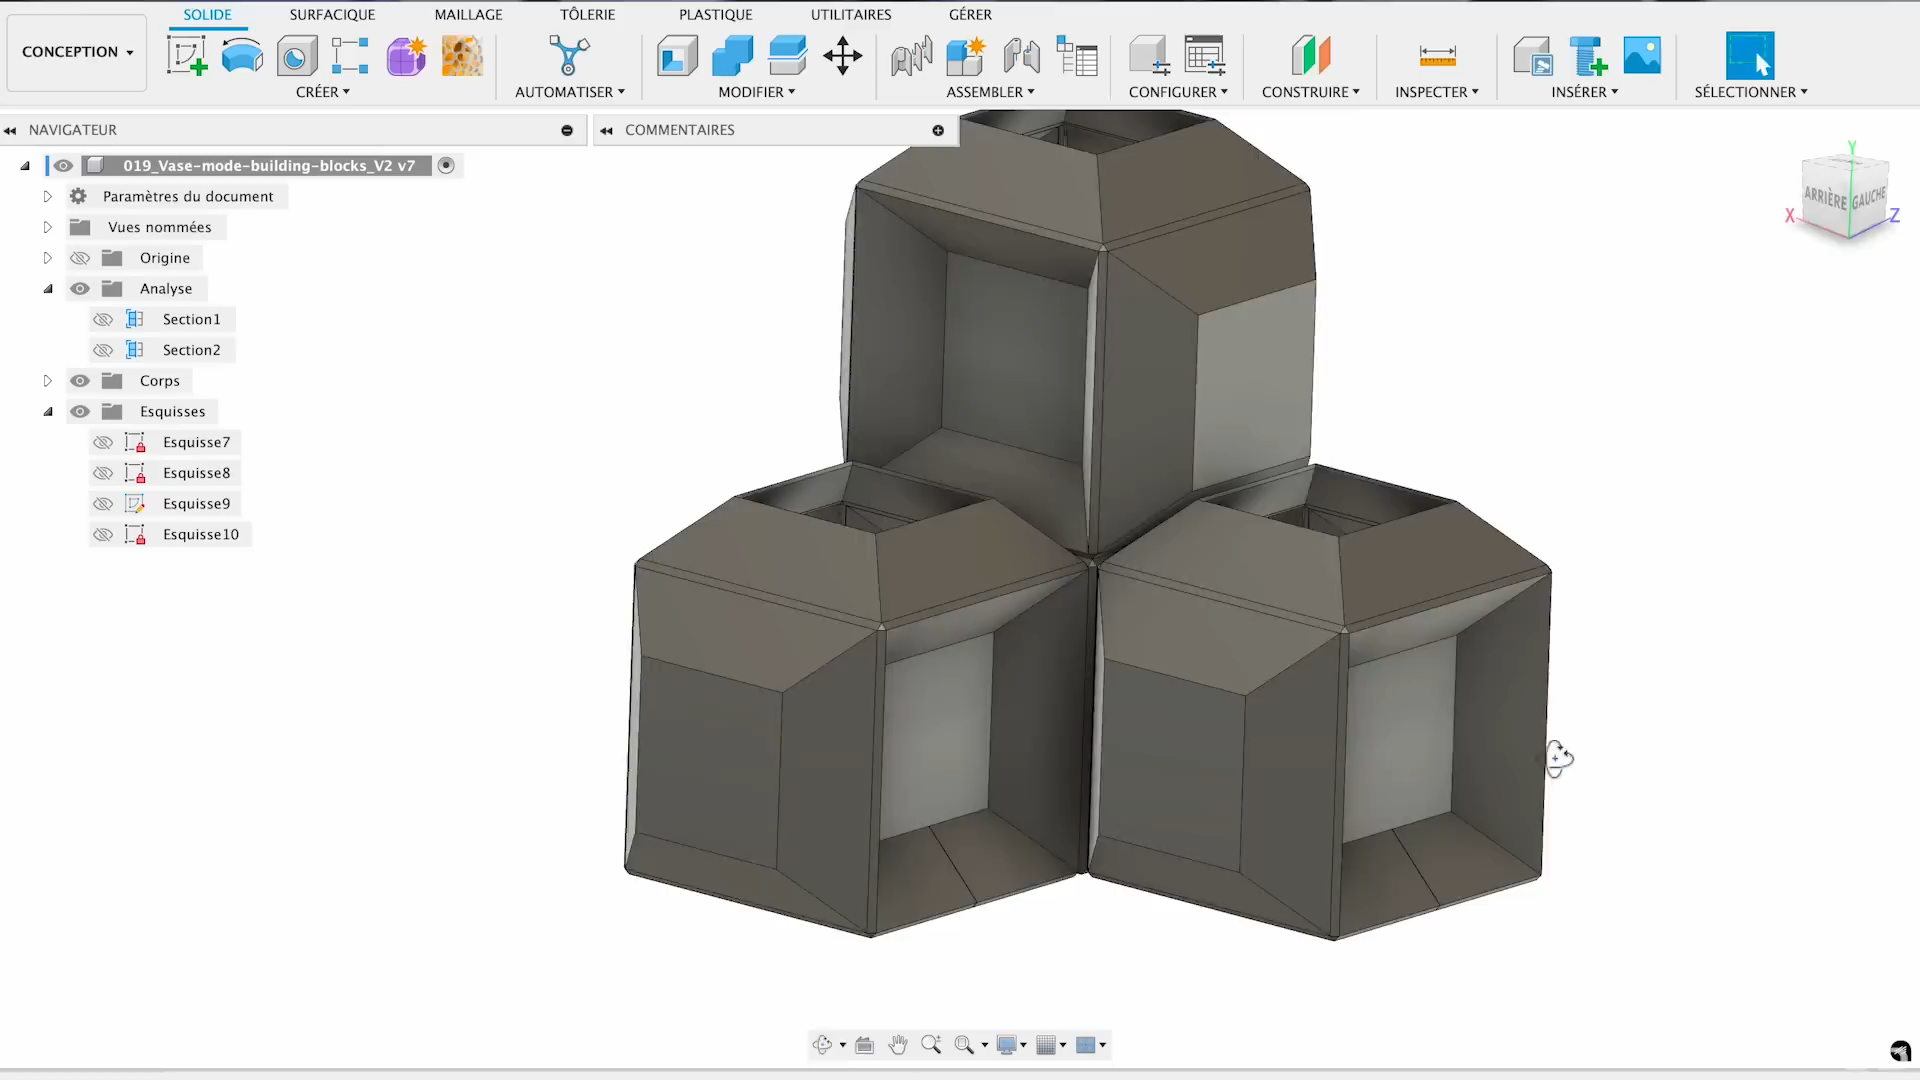 SOLIDE SURFACIQUE MAILLAGE TÔLERIE PLASTIQUE UTILITAIRES GÉRER
CONCEPTION
CRÉER AUTOMATISER MODIFIER ASSEMBLER CONFIGURER CONSTRUIRE INSPECTER INSÉRER SÉLECTIONNER
NAVIGATEUR
COMMENTAIRES
019_Vase-mode-building-blocks_V2 v7
Paramètres du document
Vues nommées
Origine
Analyse
Section1
Section2
Corps
Esquisses
Esquisse7
Esquisse8
Esquisse9
Esquisse10
Y
ARRIÈRE GAUCHE
X Z